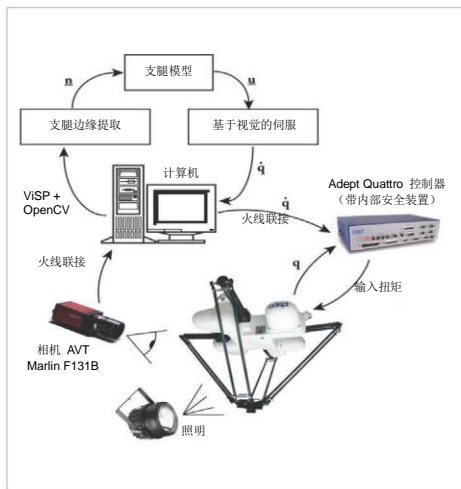 支腿模型
n
u
支腿边缘提取
基于视觉的伺服
计算机
q̇
ViSP +
OpenCV
q̇
火线联接
Adept Quattro 控制器
(带内部安全装置)
火线联接
q
输入扭矩
adept
相机 AVT
Marlin F131B
照明